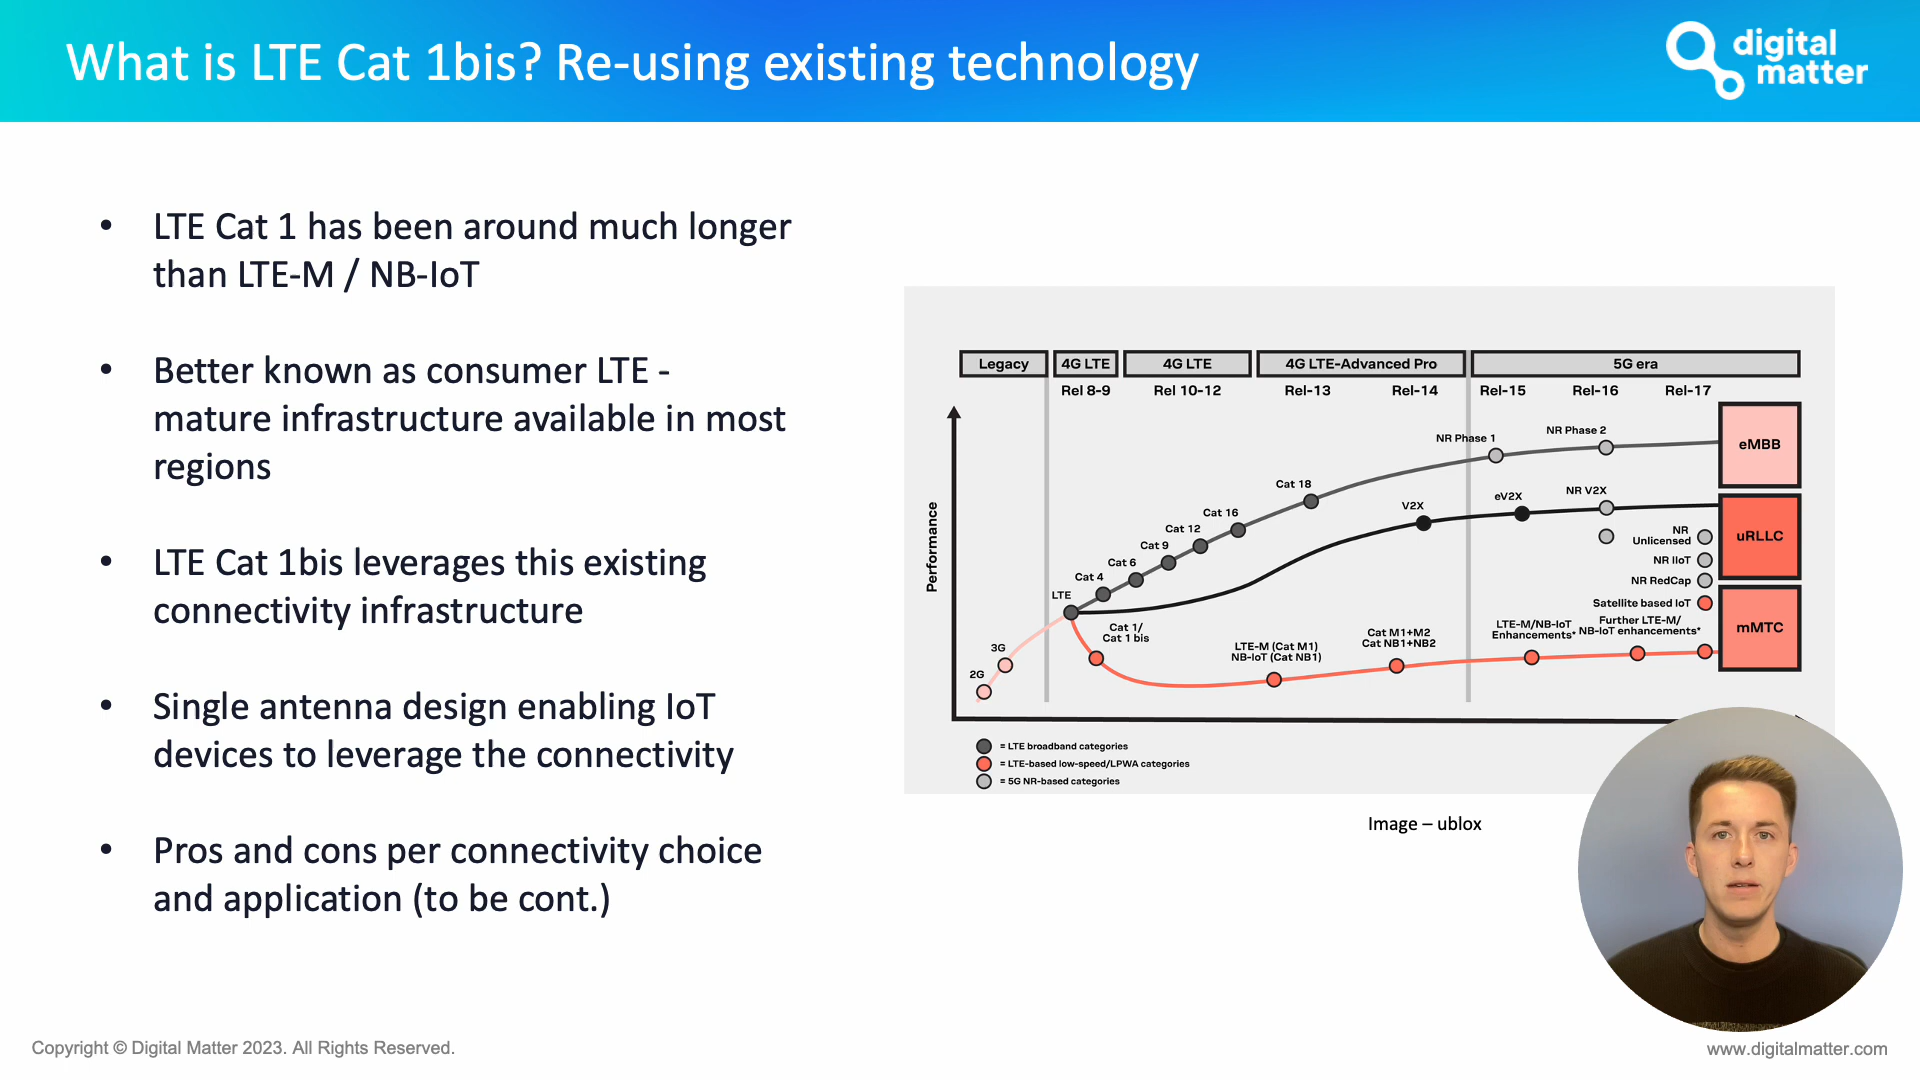 What is LTE Cat 1bis? Re-using existing technology
digital
matter
• LTE Cat 1 has been around much longer
than LTE-M / NB-IoT
• Better known as consumer LTE -
mature infrastructure available in most
regions
• LTE Cat 1bis leverages this existing
connectivity infrastructure
• Single antenna design enabling IoT
devices to leverage the connectivity
• Pros and cons per connectivity choice
and application (to be cont.)
Legacy
4G LTE
4G LTE
4G LTE-Advanced Pro
5G era
Rel 8-9
Rel 10-12
Rel-13
Rel-14
Rel-15
Rel-16
Rel-17
Performance
2G
3G
LTE
Cat 4
Cat 6
Cat 9
Cat 12
Cat 16
Cat 18
NR Phase 1
NR Phase 2
eMBB
V2X
eV2X
NR V2X
NR
Unlicensed
NR IIoT
NR RedCap
uRLLC
Satellite based IoT
Cat 1/
Cat 1 bis
LTE-M (Cat M1)
NB-IoT (Cat NB1)
Cat M1+M2
Cat NB1+NB2
LTE-M/NB-IoT
Enhancements*
Further LTE-M/
NB-IoT enhancements*
mMTC
= LTE broadband categories
= LTE-based low-speed/LPWA categories
= 5G NR-based categories
Image – ublox
Copyright © Digital Matter 2023. All Rights Reserved.
www.digitalmatter.com